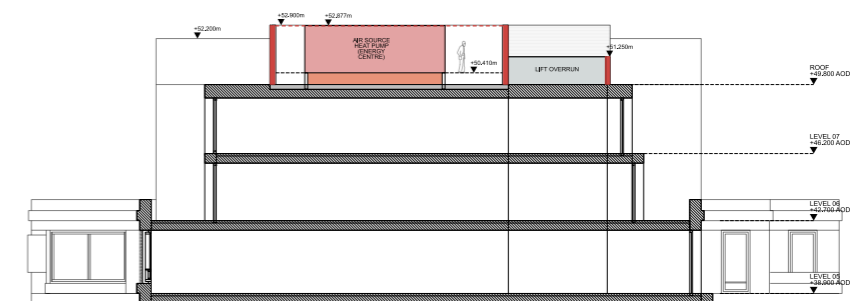 +52.900m
+52.877m
+52.200m
AIR SOURCE
HEAT PUMP
(ENERGY
CENTRE)
+51.250m
+50.410m
LIFT OVERRUN
ROOF
+49.800 AOD
LEVEL 07
+46.200 AOD
LEVEL 06
+42.700 AOD
LEVEL 05
+38.900 AOD